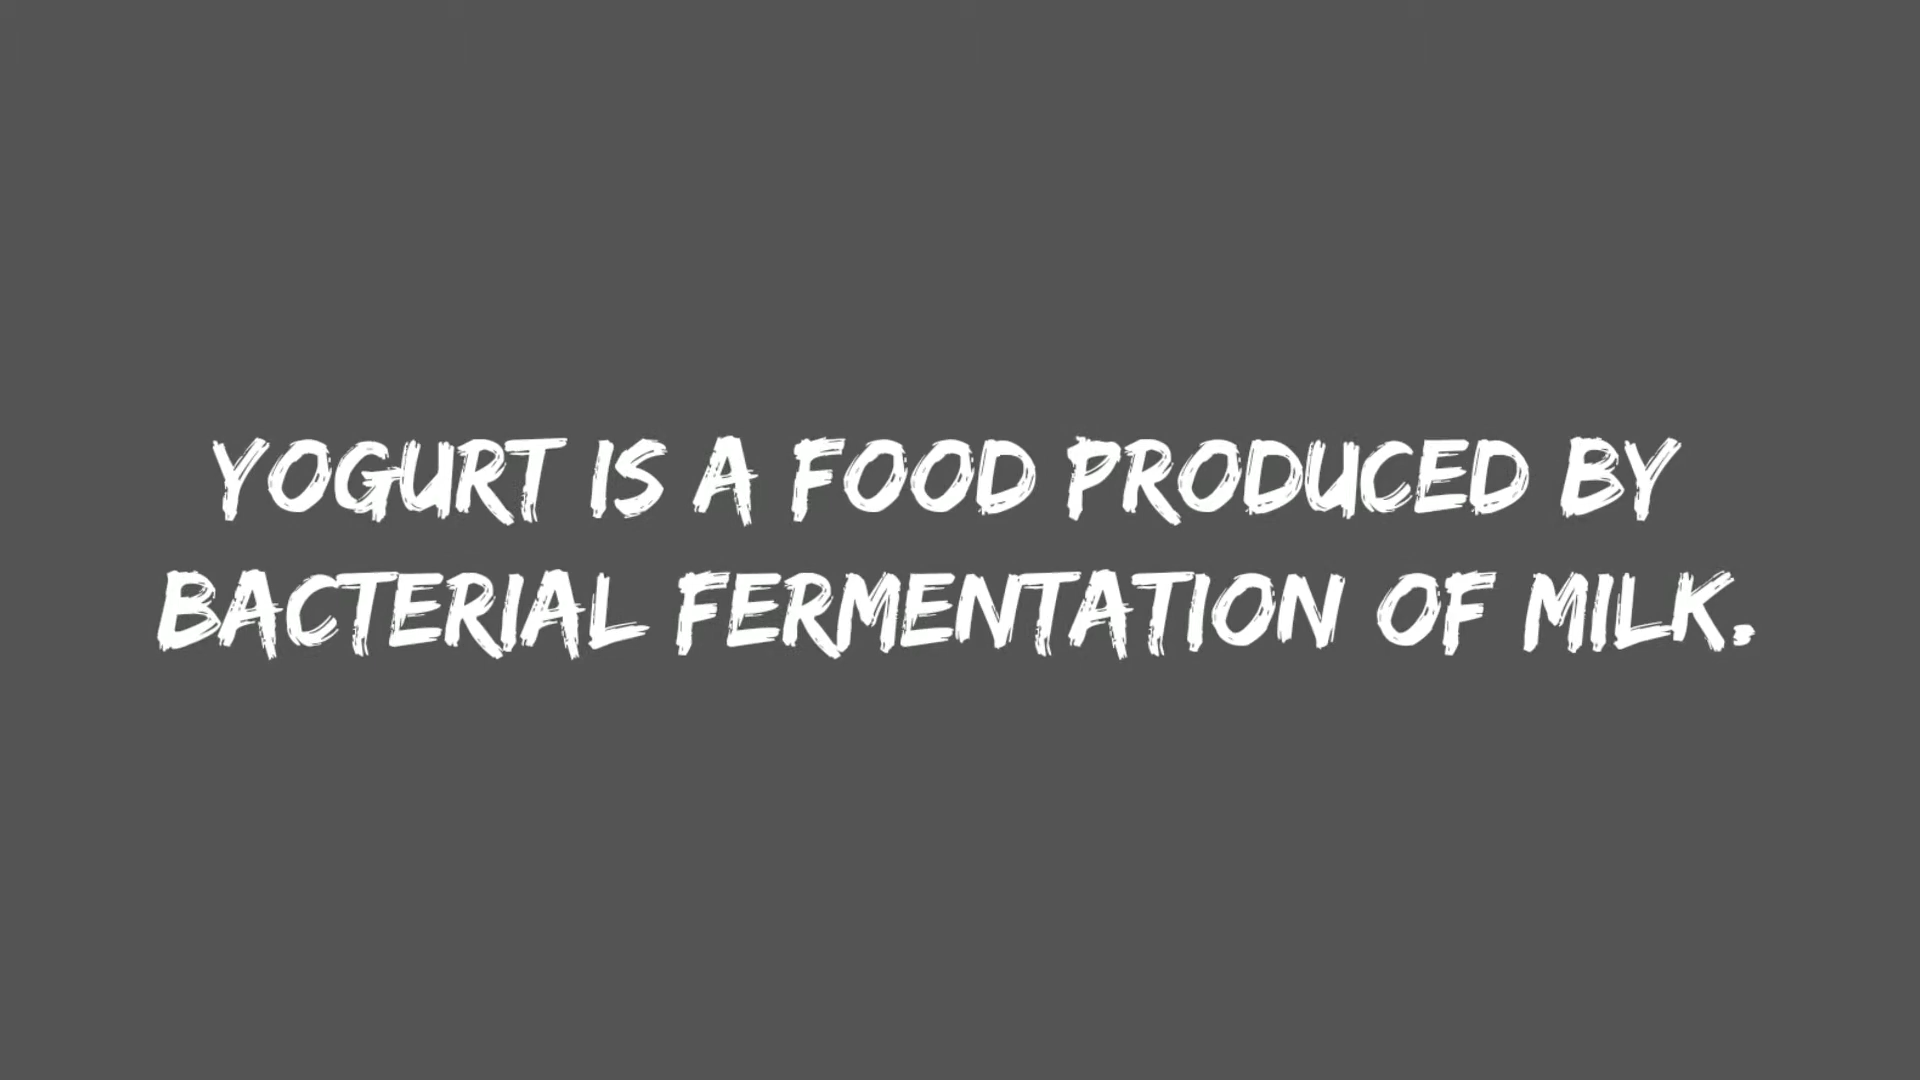 YOGURT IS A FOOD PRODUCED BY
BACTERIAL FERMENTATION OF MILK.